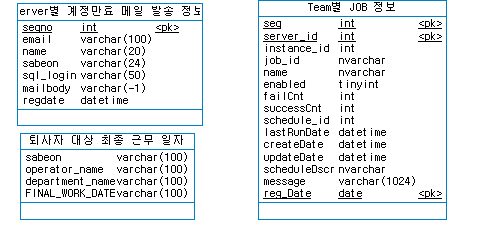 erver별 계정만료 메일 발송 정보
seqno int <pk>
email varchar(100)
name varchar(20)
sabeon varchar(24)
sql_login varchar(50)
mailbody varchar(-1)
regdate datetime
퇴사자 대상 최종 근무 일자
sabeon varchar(100)
operator_name varchar(100)
department_name varchar(100)
FINAL_WORK_DATE varchar(100)
Team별 JOB 정보
seq int <pk>
server_id int <pk>
instance_id int
job_id nvarchar
name nvarchar
enabled tinyint
failCnt int
successCnt int
schedule_id int
lastRunDate datetime
createDate datetime
updateDate datetime
scheduleDscr nvarchar
message varchar(1024)
reg_Date date <pk>